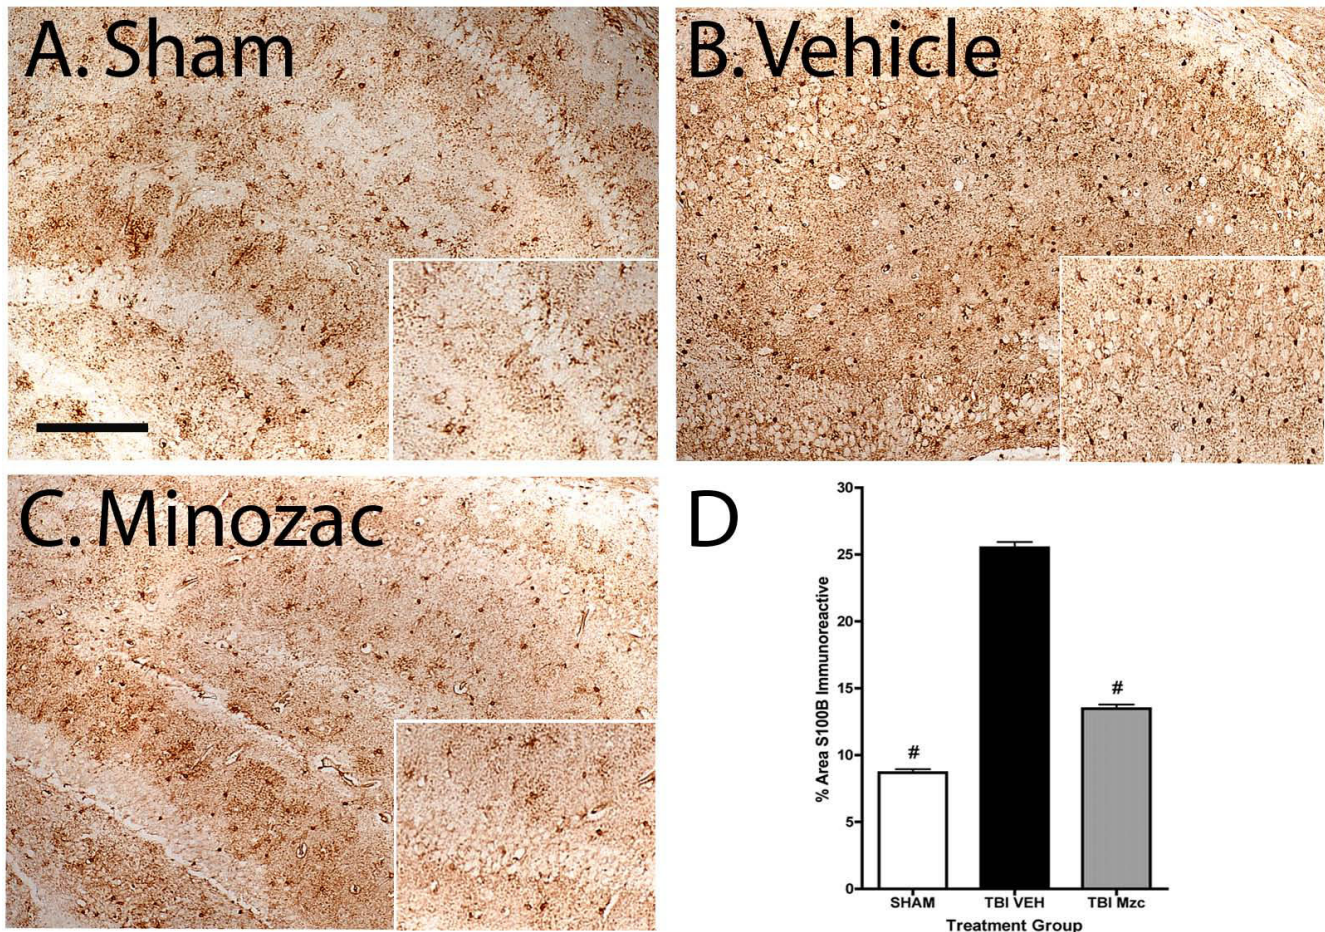 A. Sham
B. Vehicle
C. Minozac
D
30
25
20
15
10
5
0
% Area S100B Immunoreactive
#
#
SHAM
TBI VEH
TBI Mzc
Treatment Group